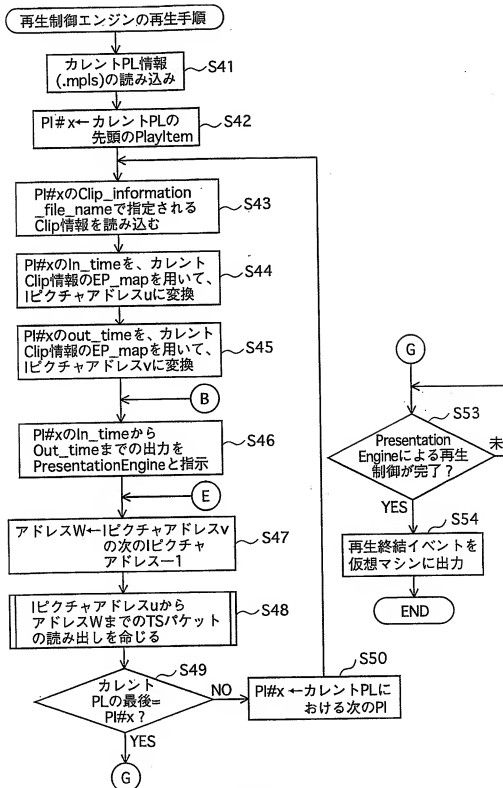 再生制御エンジンの再生手順
カレントPL情報
(.mpls)の読み込み
S41
PI#x←カレントPLの
先頭のPlayItem
S42
PI#xのClip_information
_file_nameで指定される
Clip情報を読み込む
S43
PI#xのIn_timeを、カレント
Clip情報のEP_mapを用いて、
Iピクチャアドレスuに変換
S44
PI#xのout_timeを、カレント
Clip情報のEP_mapを用いて、
Iピクチャアドレスvに変換
S45
B
PI#xのIn_timeから
Out_timeまでの出力を
PresentationEngineと指示
S46
E
アドレスW←Iピクチャアドレスv
の次のIピクチャ
アドレスー1
S47
Iピクチャアドレスuから
アドレスWまでのTSパケット
の読み出しを命じる
S48
カレント
PLの最後=
PI#x?
S49
NO
YES
G
PI#x←カレントPLに
おける次のPI
S50
G
Presentation
Engineによる再生
制御が完了?
S53
未
YES
再生終結イベントを
仮想マシンに出力
S54
END